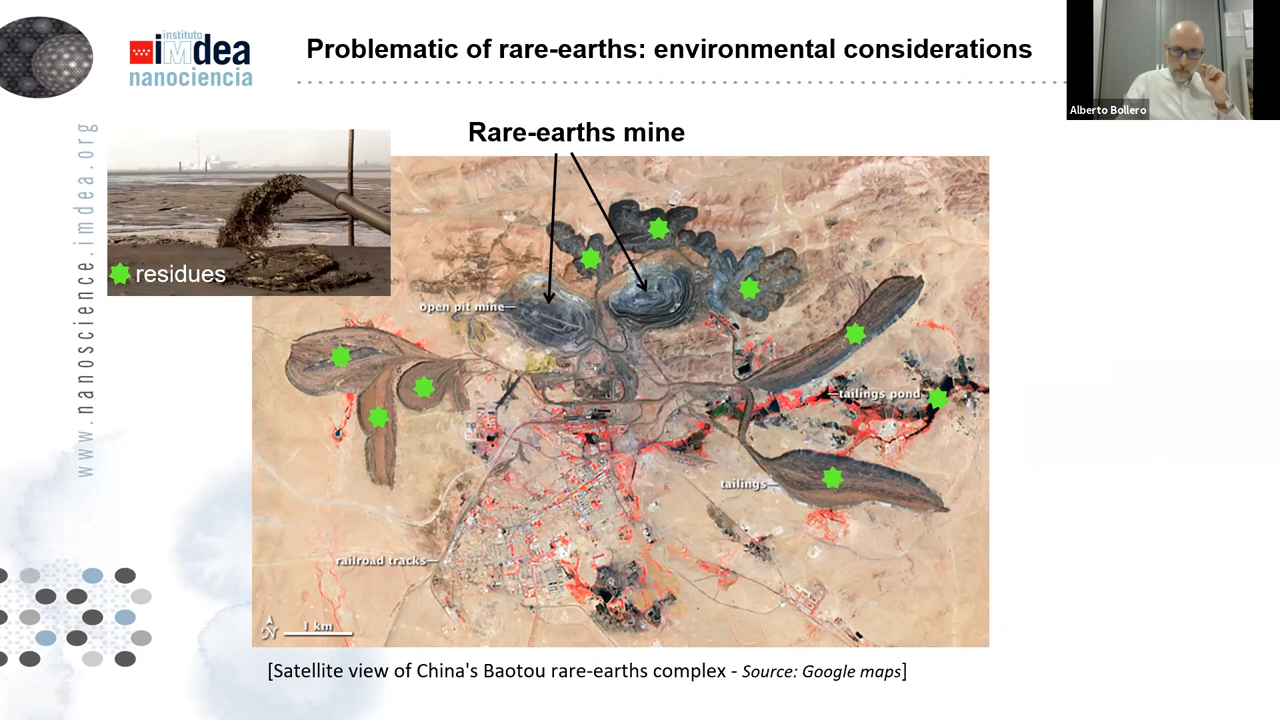 instituto
imdea
nanociencia
Problematic of rare-earths: environmental considerations
Alberto Bollero
www.nanoscience.imdea.org
Rare-earths mine
residues
open pit mine
tailings pond
tailings
railroad tracks
N
1 km
[Satellite view of China's Baotou rare-earths complex - Source: Google maps]